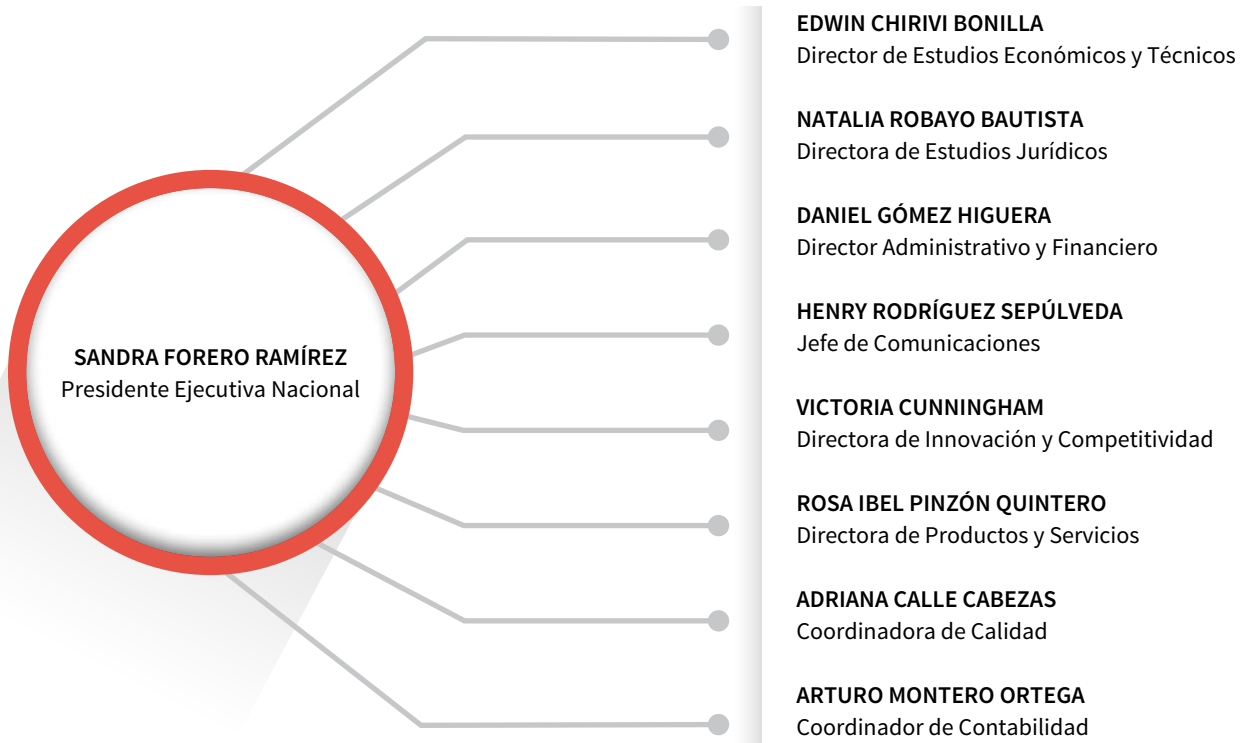 SANDRA FORERO RAMÍREZ
Presidente Ejecutiva Nacional
EDWIN CHIRIVI BONILLA
Director de Estudios Económicos y Técnicos
NATALIA ROBAYO BAUTISTA
Directora de Estudios Jurídicos
DANIEL GÓMEZ HIGUERA
Director Administrativo y Financiero
HENRY RODRÍGUEZ SEPÚLVEDA
Jefe de Comunicaciones
VICTORIA CUNNINGHAM
Directora de Innovación y Competitividad
ROSA IBEL PINZÓN QUINTERO
Directora de Productos y Servicios
ADRIANA CALLE CABEZAS
Coordinadora de Calidad
ARTURO MONTERO ORTEGA
Coordinador de Contabilidad